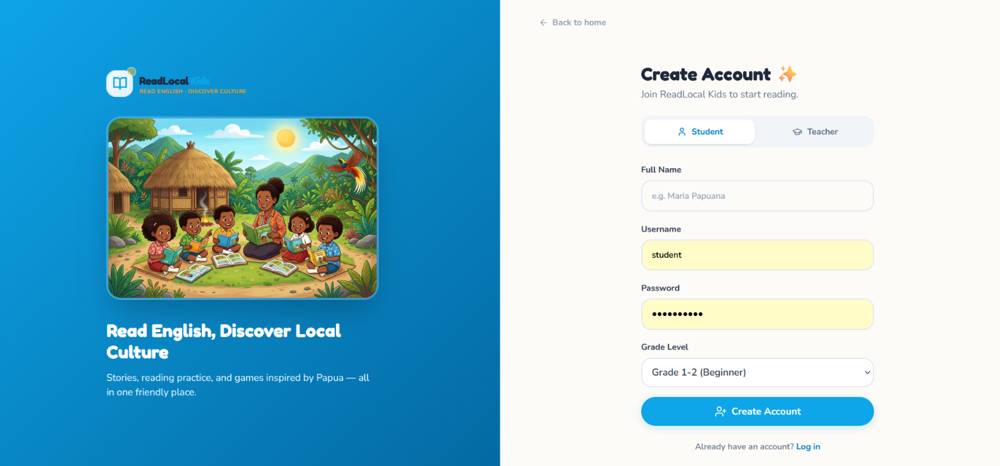 ReadLocal Kids
READ ENGLISH · DISCOVER CULTURE
Read English, Discover Local
Culture
Stories, reading practice, and games inspired by Papua — all
in one friendly place.
Back to home
Create Account
Join ReadLocal Kids to start reading.
Student
Teacher
Full Name
e.g. Maria Papuana
Username
student
Password
••••••••••
Grade Level
Grade 1-2 (Beginner)
Create Account
Already have an account? Log in